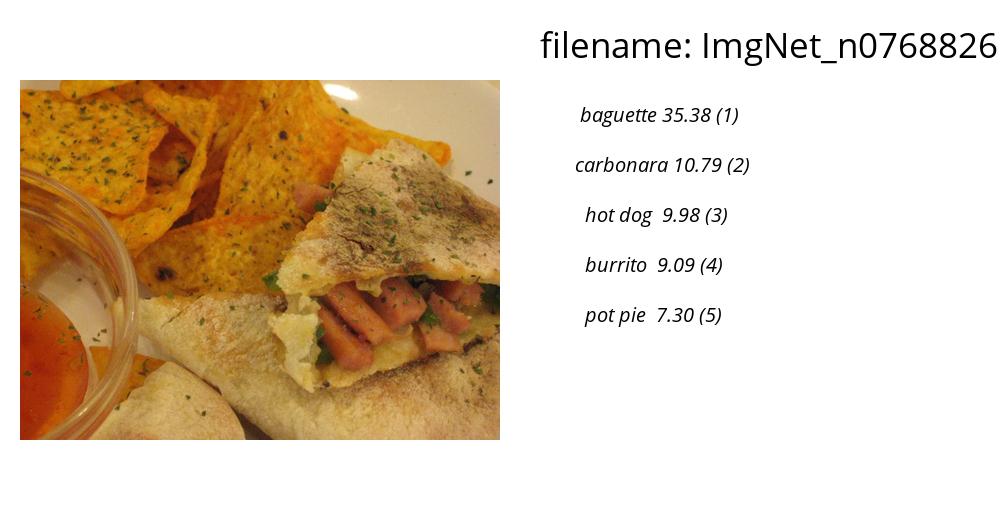 filename: ImgNet_n0768826
baguette 35.38 (1)
carbonara 10.79 (2)
hot dog 9.98 (3)
burrito 9.09 (4)
pot pie 7.30 (5)